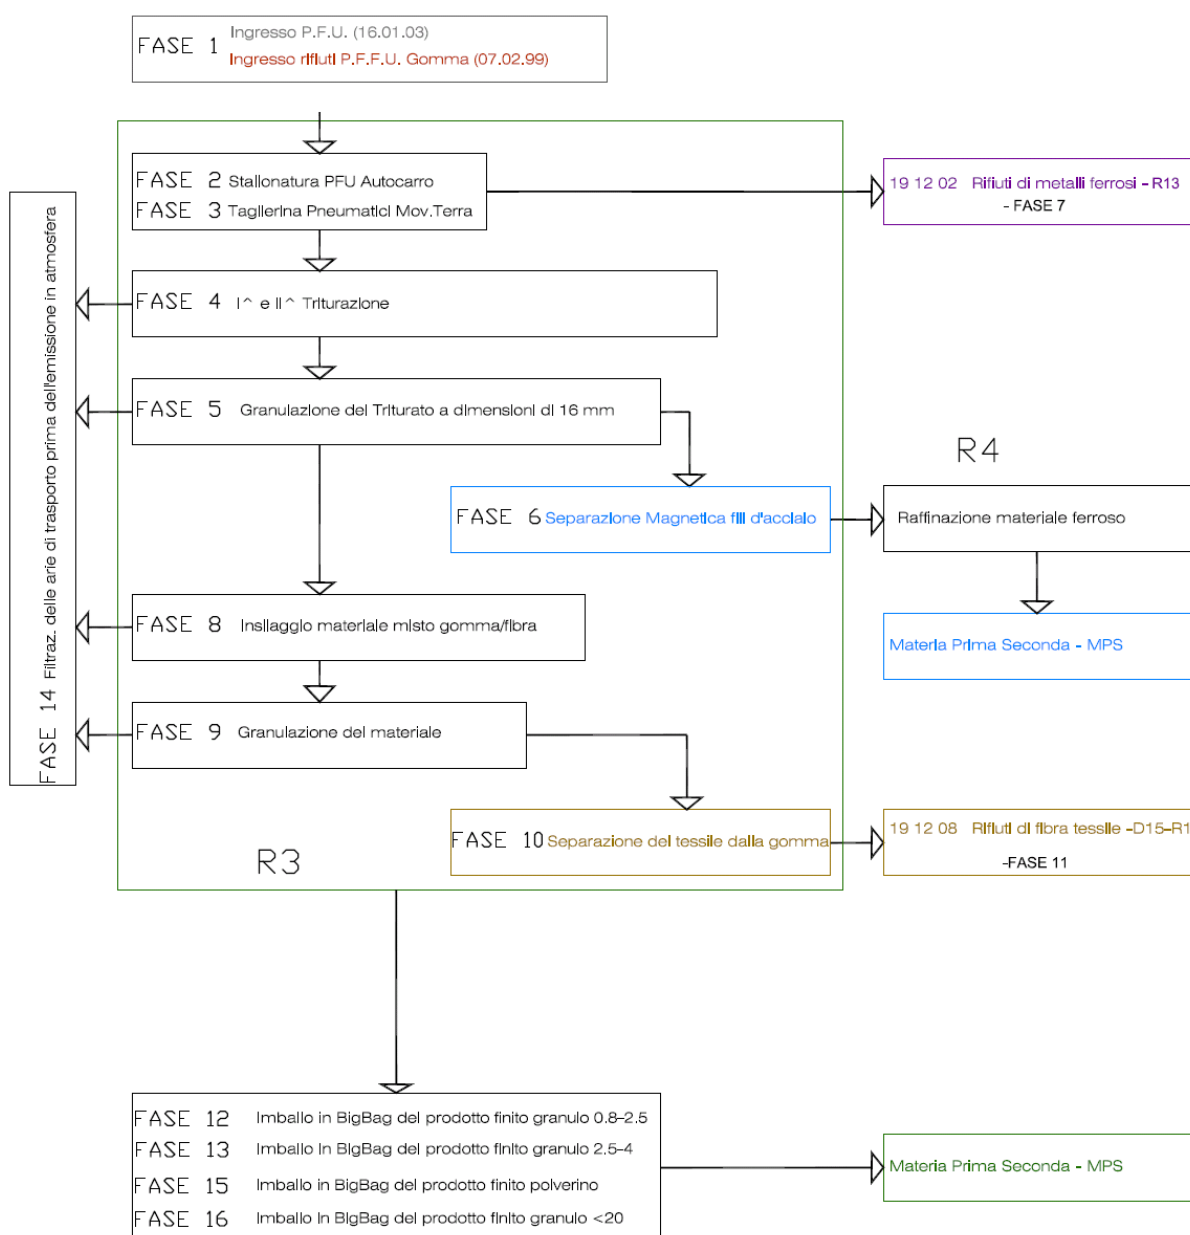 FASE 1 Ingresso P.F.U. (16.01.03)
Ingresso rifiuti P.F.F.U. Gomma (07.02.99)
FASE 2 Stallonatura PFU Autocarro
FASE 3 Taglierina Pneumatici Mov.Terra
19 12 02 Rifiuti di metalli ferrosi - R13
- FASE 7
FASE 4 I^ e II^ Triturazione
FASE 5 Granulazione del Triturato a dimensioni di 16 mm
FASE 6 Separazione Magnetica fili d'acciaio
R4
Raffinazione materiale ferroso
Materia Prima Seconda - MPS
FASE 8 Insilaggio materiale misto gomma/fibra
FASE 9 Granulazione del materiale
FASE 14 Filtraz. delle arie di trasporto prima dell'emissione in atmosfera
FASE 10 Separazione del tessile dalla gomma
19 12 08 Rifiuti di fibra tessile -D15-R1
-FASE 11
R3
FASE 12 Imballo in BigBag del prodotto finito granulo 0.8-2.5
FASE 13 Imballo in BigBag del prodotto finito granulo 2.5-4
FASE 15 Imballo in BigBag del prodotto finito polverino
FASE 16 Imballo in BigBag del prodotto finito granulo <20
Materia Prima Seconda - MPS